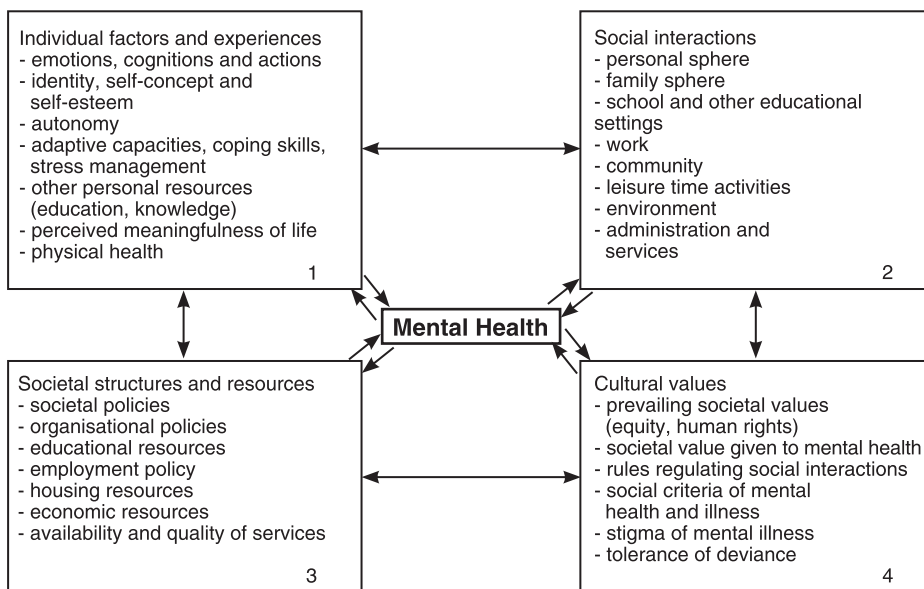 Individual factors and experiences
- emotions, cognitions and actions
- identity, self-concept and
self-esteem
- autonomy
- adaptive capacities, coping skills,
stress management
- other personal resources
(education, knowledge)
- perceived meaningfulness of life
- physical health
1
Social interactions
- personal sphere
- family sphere
- school and other educational
settings
- work
- community
- leisure time activities
- environment
- administration and
services
2
Mental Health
Societal structures and resources
- societal policies
- organisational policies
- educational resources
- employment policy
- housing resources
- economic resources
- availability and quality of services
3
Cultural values
- prevailing societal values
(equity, human rights)
- societal value given to mental health
- rules regulating social interactions
- social criteria of mental
health and illness
- stigma of mental illness
- tolerance of deviance
4